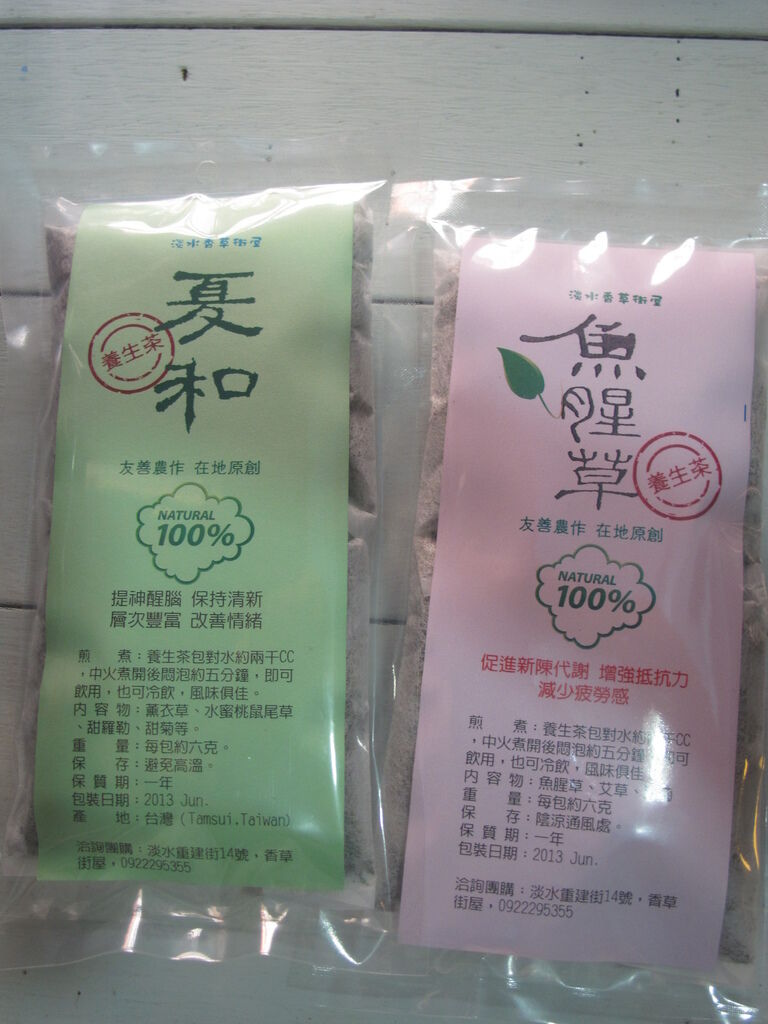 淡水香草街屋
夏
和
養生茶
友善農作 在地原創
NATURAL
100%
提神醒腦 保持清新
層次豐富 改善情緒
煎 煮：養生茶包對水約兩千CC
，中火煮開後悶泡約五分鐘，即可
飲用，也可冷飲，風味俱佳。
內容物：薰衣草、水蜜桃鼠尾草
、甜羅勒、甜菊等。
重 量：每包約六克。
保 存：避免高溫。
保質期：一年
包裝日期：2013 Jun.
產 地：台灣 (Tamsui.Taiwan)
洽詢團購：淡水重建街14號，香草
街屋，0922295355
淡水香草街屋
魚
腥
草
養生茶
友善農作 在地原創
NATURAL
100%
促進新陳代謝 增強抵抗力
減少疲勞感
煎 煮：養生茶包對水約 千CC
，中火煮開後悶泡約五分鐘 可
飲用，也可冷飲，風味俱佳
內容物：魚腥草、艾草、
重 量：每包約六克
保 存：陰涼通風處。
保質期：一年
包裝日期：2013 Jun.
洽詢團購：淡水重建街14號，香草
街屋，0922295355